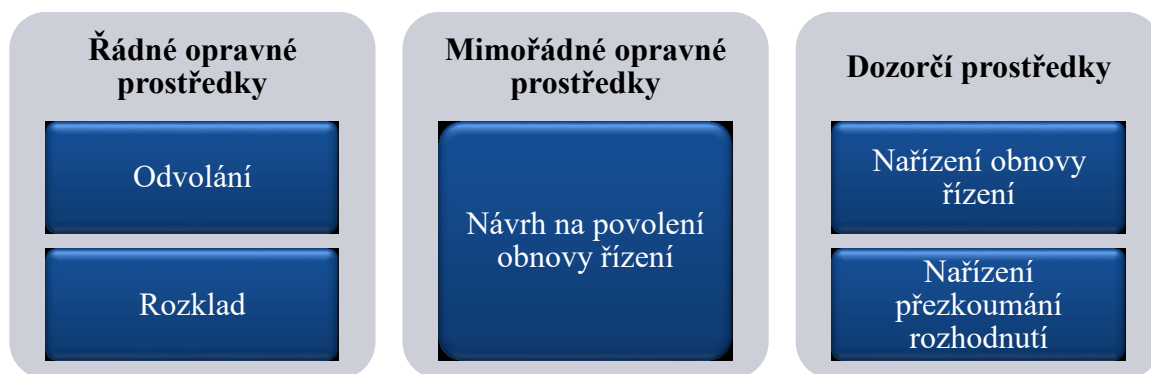 Řádné opravné
prostředky
Odvolání
Rozklad
Mimořádné opravné
prostředky
Návrh na povolení
obnovy řízení
Dozorčí prostředky
Nařízení obnovy
řízení
Nařízení
přezkoumání
rozhodnutí